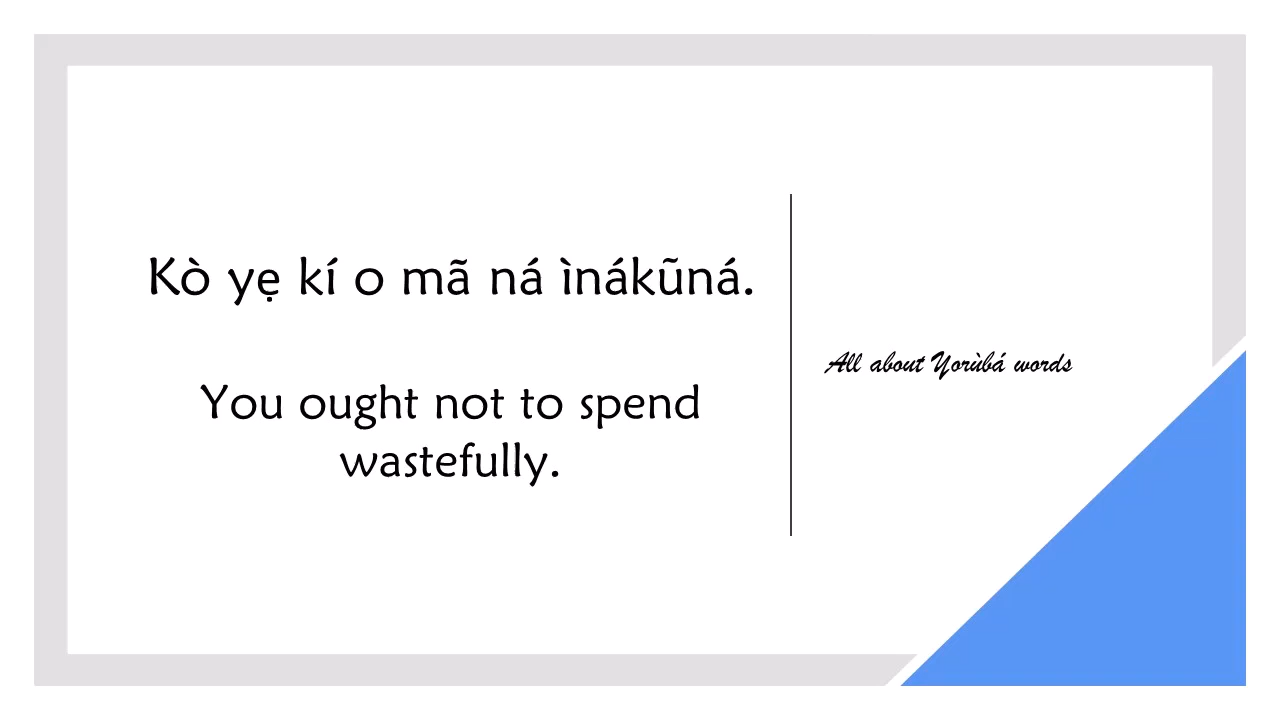 Kò yẹ kí o mã ná ìnákũná.
You ought not to spend
wastefully.
All about Yorùbá words